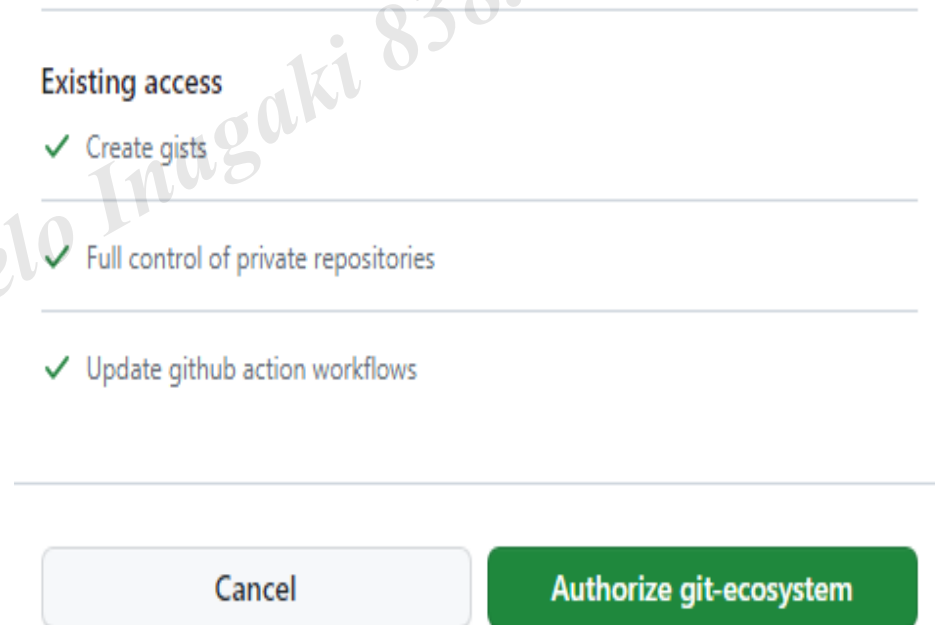 Existing access
Create gists
Full control of private repositories
Update github action workflows
Cancel
Authorize git-ecosystem
Inagaki